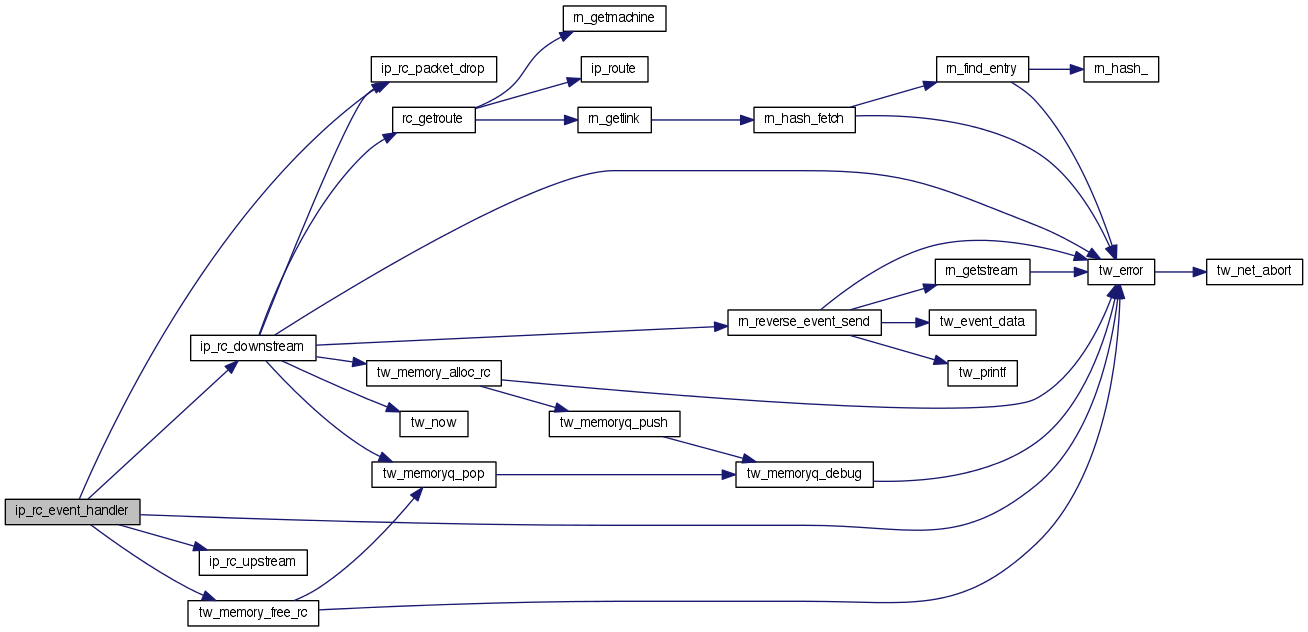 rn_getmachine
ip_rc_packet_drop
ip_route
rn_find_entry
rn_hash_
rc_getroute
rn_getlink
rn_hash_fetch
rn_getstream
tw_error
tw_net_abort
rn_reverse_event_send
tw_event_data
ip_rc_downstream
tw_memory_alloc_rc
tw_printf
tw_now
tw_memoryq_push
tw_memoryq_pop
tw_memoryq_debug
ip_rc_event_handler
ip_rc_upstream
tw_memory_free_rc